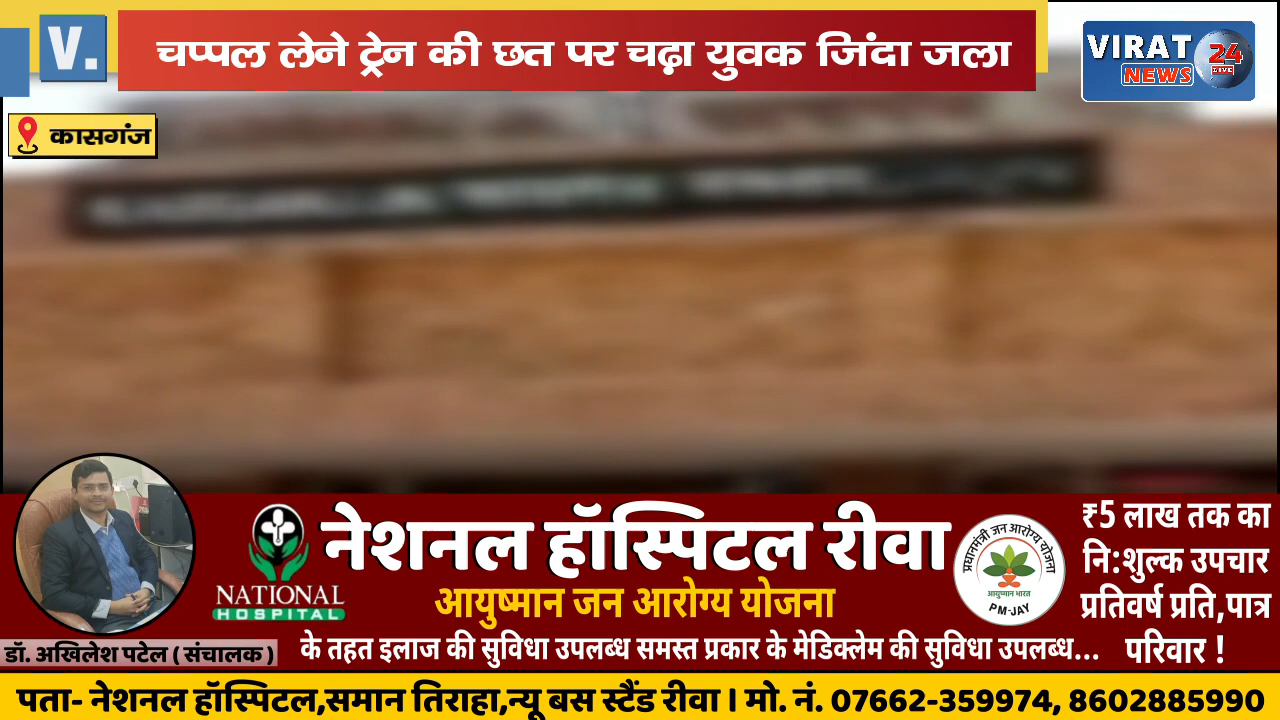 V.
चप्पल लेने ट्रेन की छत पर चढ़ा युवक जिंदा जला
VIRAT
NEWS
24
LIVE
कासगंज
नेशनल हॉस्पिटल रीवा
NATIONAL
HOSPITAL
आयुष्मान जन आरोग्य योजना
के तहत इलाज की सुविधा उपलब्ध समस्त प्रकार के मेडिक्लेम की सुविधा उपलब्ध...
प्रधानमंत्री जन आरोग्य योजना
आयुष्मान भारत
PM-JAY
₹5 लाख तक का
नि:शुल्क उपचार
प्रतिवर्ष प्रति,पात्र
परिवार !
डॉ. अखिलेश पटेल ( संचालक )
पता- नेशनल हॉस्पिटल,समान तिराहा,न्यू बस स्टैंड रीवा । मो. नं. 07662-359974, 8602885990